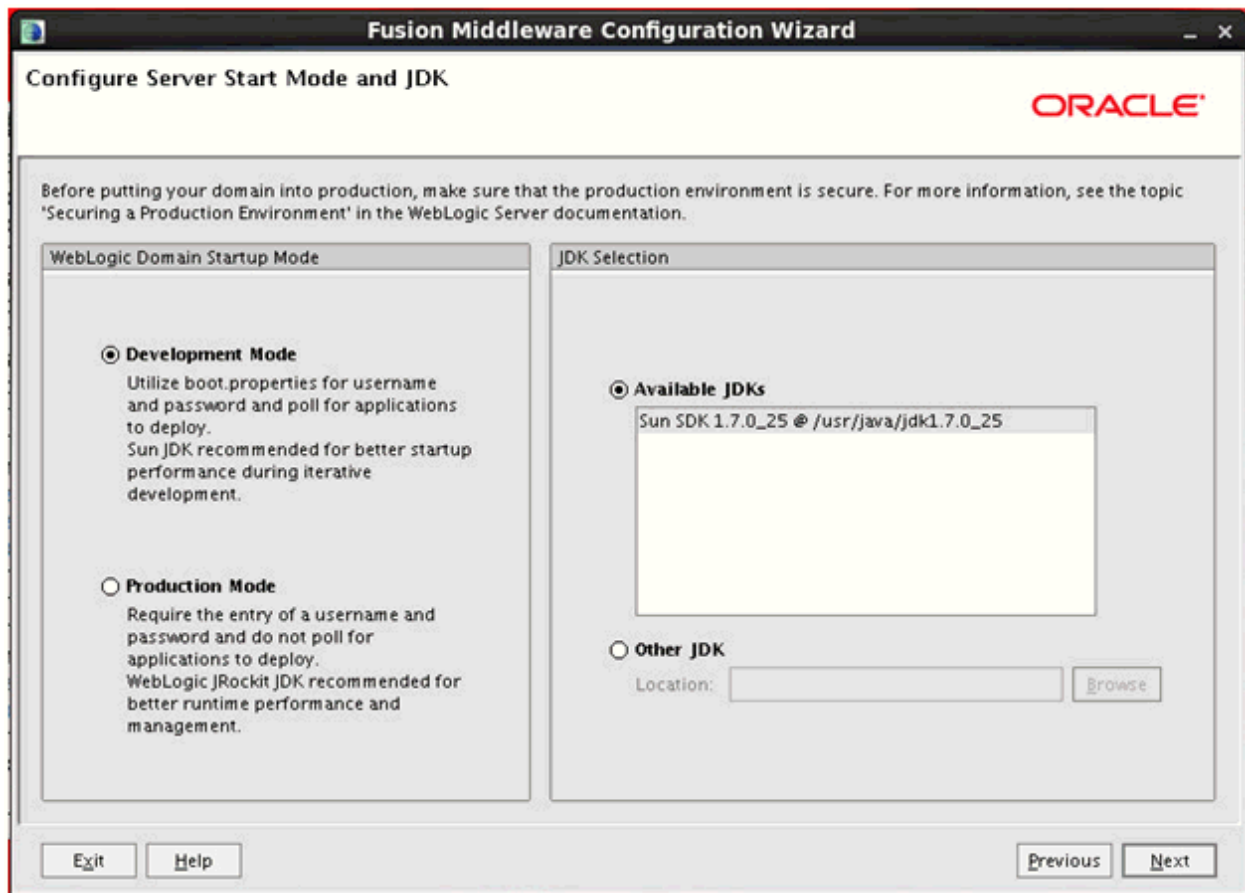 Fusion Middleware Configuration Wizard
Configure Server Start Mode and JDK
ORACLE
Before putting your domain into production, make sure that the production environment is secure. For more information, see the topic
'Securing a Production Environment' in the WebLogic Server documentation.
WebLogic Domain Startup Mode
Development Mode
Utilize boot.properties for username
and password and poll for applications
to deploy.
Sun JDK recommended for better startup
performance during iterative
development.
Production Mode
Require the entry of a username and
password and do not poll for
applications to deploy.
WebLogic JRockit JDK recommended for
better runtime performance and
management.
JDK Selection
Available JDKs
Sun SDK 1.7.0_25 @ /usr/java/jdk1.7.0_25
Other JDK
Location:
Browse
Exit
Help
Previous
Next